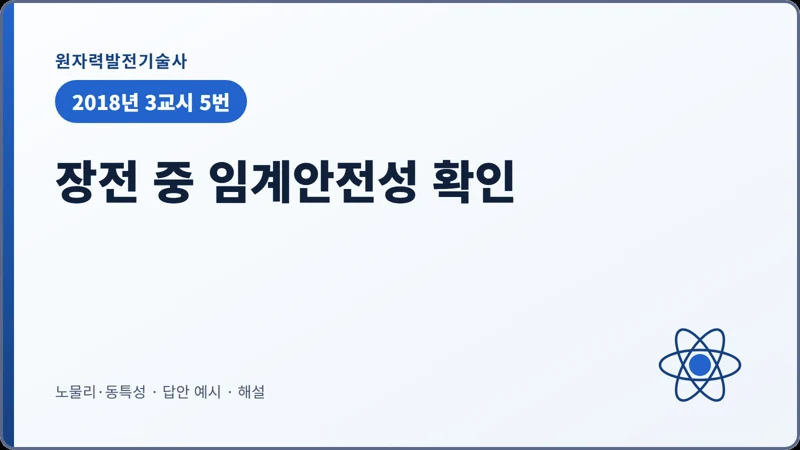 원자력발전기술사
2018년 3교시 5번
장전 중 임계안전성 확인
노물리·동특성 · 답안 예시 · 해설